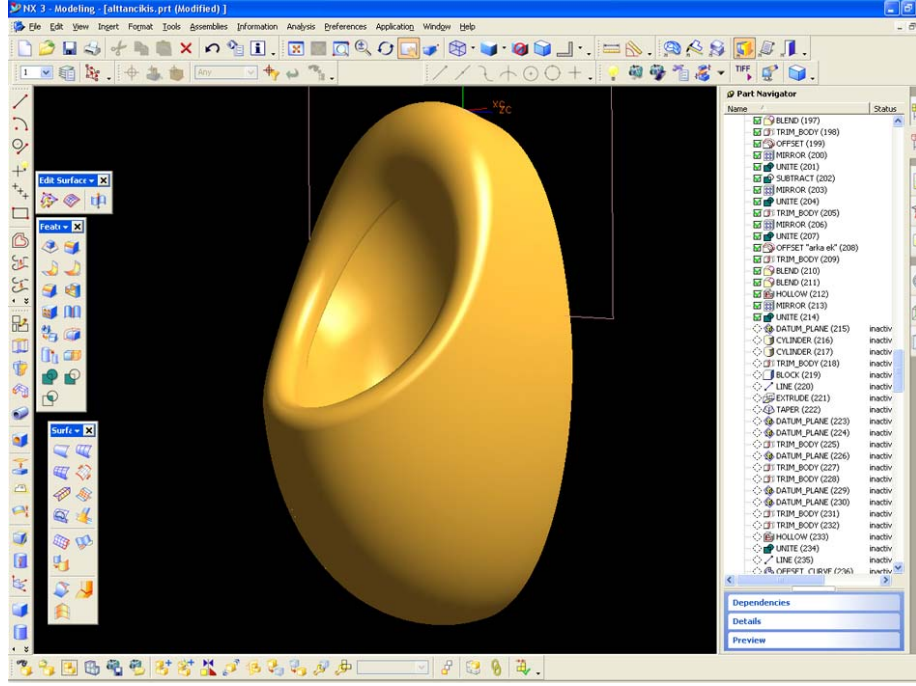 NX 3 - Modeling - [alttancikis.prt (Modified) ]
File Edit View Insert Format Tools Assemblies Information Analysis Preferences Application Window Help
1 Any TIFF
XC
ZC
Edit Surface
Featu
Surfa
Part Navigator
Name Status
BLEND (197)
TRIM_BODY (198)
OFFSET (199)
MIRROR (200)
UNITE (201)
SUBTRACT (202)
MIRROR (203)
UNITE (204)
TRIM_BODY (205)
MIRROR (206)
UNITE (207)
OFFSET "arka ek" (208)
TRIM_BODY (209)
BLEND (210)
BLEND (211)
HOLLOW (212)
MIRROR (213)
UNITE (214)
DATUM_PLANE (215) inactiv
CYLINDER (216) inactiv
CYLINDER (217) inactiv
TRIM_BODY (218) inactiv
BLOCK (219) inactiv
LINE (220) inactiv
EXTRUDE (221) inactiv
TAPER (222) inactiv
DATUM_PLANE (223) inactiv
DATUM_PLANE (224) inactiv
TRIM_BODY (225) inactiv
DATUM_PLANE (226) inactiv
TRIM_BODY (227) inactiv
TRIM_BODY (228) inactiv
DATUM_PLANE (229) inactiv
DATUM_PLANE (230) inactiv
TRIM_BODY (231) inactiv
TRIM_BODY (232) inactiv
HOLLOW (233) inactiv
UNITE (234) inactiv
LINE (235) inactiv
OFFSET_CURVE (236) inactiv
Dependencies
Details
Preview